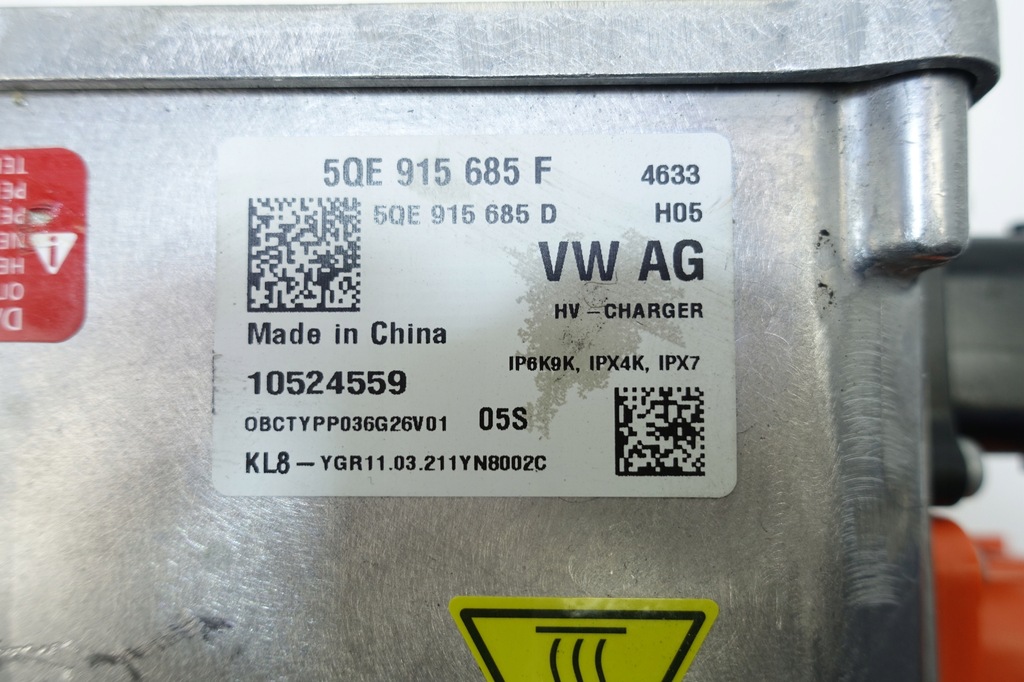 5QE 915 685 F 4633
5QE 915 685 D H05
VW AG
HV-CHARGER
Made in China
IP6K9K, IPX4K, IPX7
10524559
OBCTYPP036G26V01 05S
KL8-YGR11.03.211YN8002C